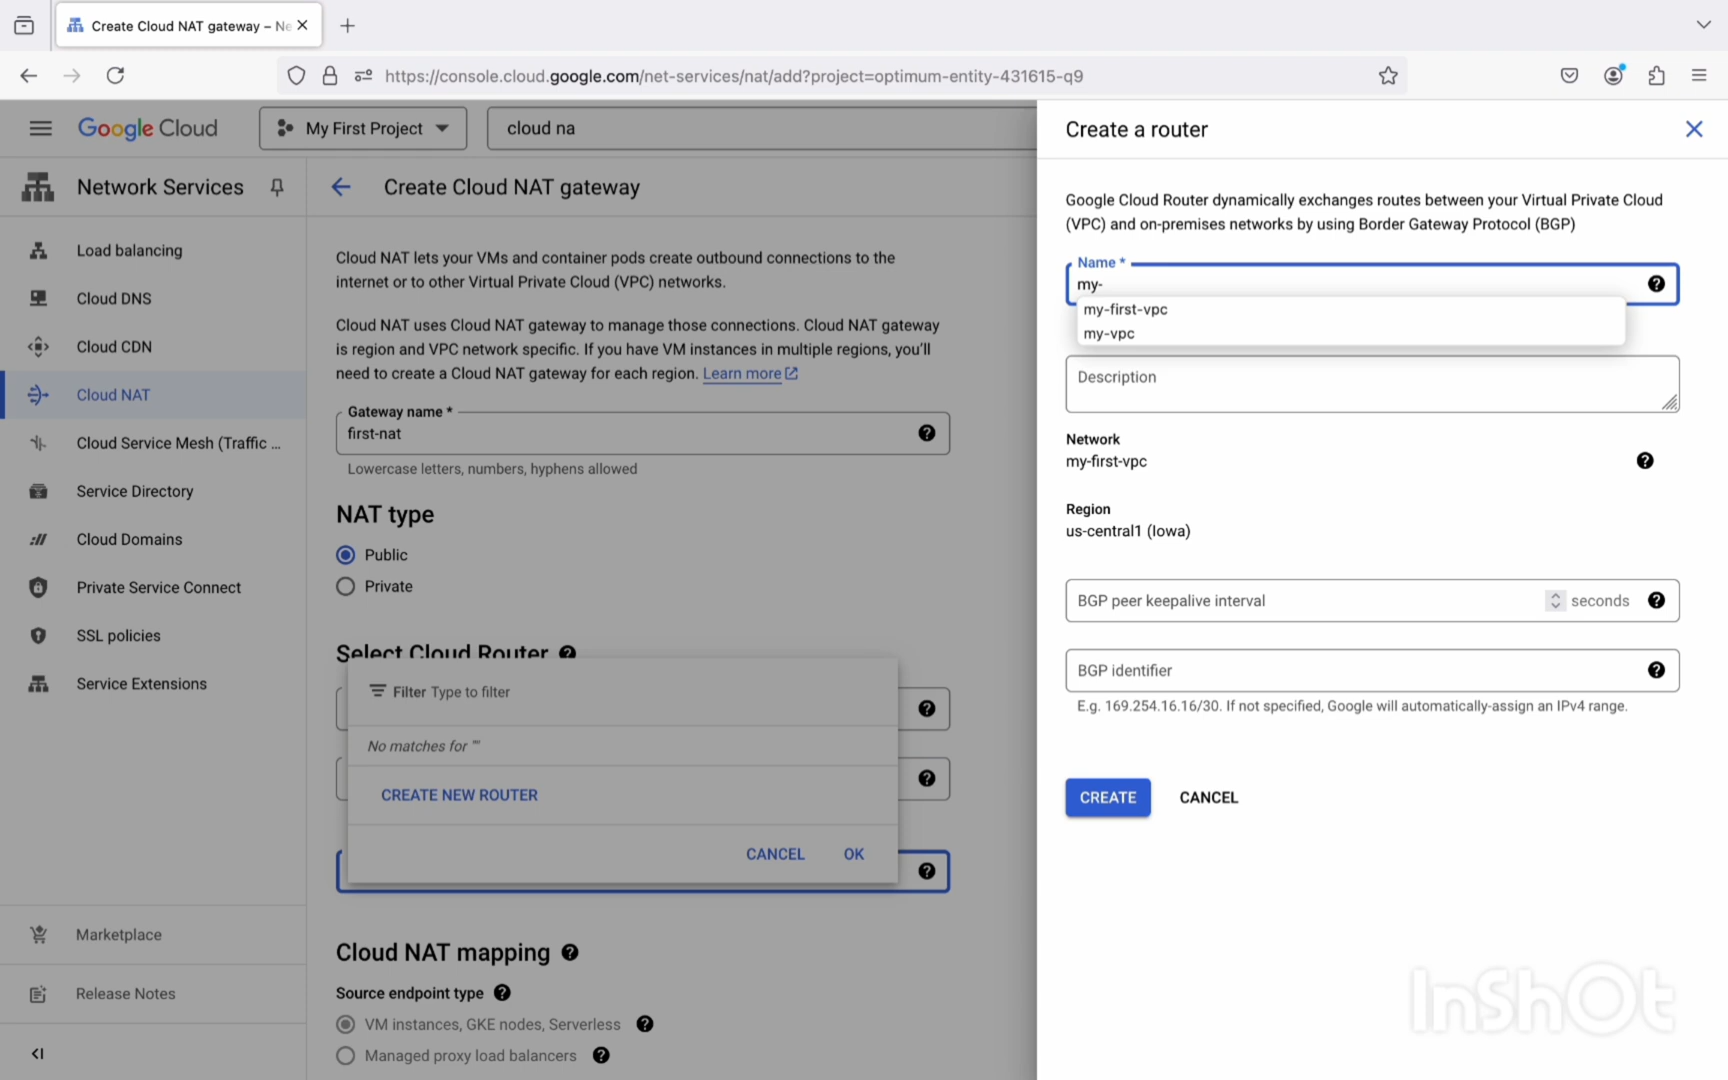 Create Cloud NAT gateway – Ne
https://console.cloud.google.com/net-services/nat/add?project=optimum-entity-431615-q9
Google Cloud
My First Project
cloud na
Network Services
Load balancing
Cloud DNS
Cloud CDN
Cloud NAT
Cloud Service Mesh (Traffic ...
Service Directory
Cloud Domains
Private Service Connect
SSL policies
Service Extensions
Marketplace
Release Notes
Create Cloud NAT gateway
Cloud NAT lets your VMs and container pods create outbound connections to the
internet or to other Virtual Private Cloud (VPC) networks.
Cloud NAT uses Cloud NAT gateway to manage those connections. Cloud NAT gateway
is region and VPC network specific. If you have VM instances in multiple regions, you'll
need to create a Cloud NAT gateway for each region. Learn more
Gateway name *
first-nat
Lowercase letters, numbers, hyphens allowed
NAT type
Public
Private
Select Cloud Router
Filter Type to filter
No matches for ""
CREATE NEW ROUTER
CANCEL OK
Cloud NAT mapping
Source endpoint type
VM instances, GKE nodes, Serverless
Managed proxy load balancers
Create a router
Google Cloud Router dynamically exchanges routes between your Virtual Private Cloud
(VPC) and on-premises networks by using Border Gateway Protocol (BGP)
Name *
my-
my-first-vpc
my-vpc
Description
Network
my-first-vpc
Region
us-central1 (Iowa)
BGP peer keepalive interval seconds
BGP identifier
E.g. 169.254.16.16/30. If not specified, Google will automatically-assign an IPv4 range.
CREATE CANCEL
InShOt